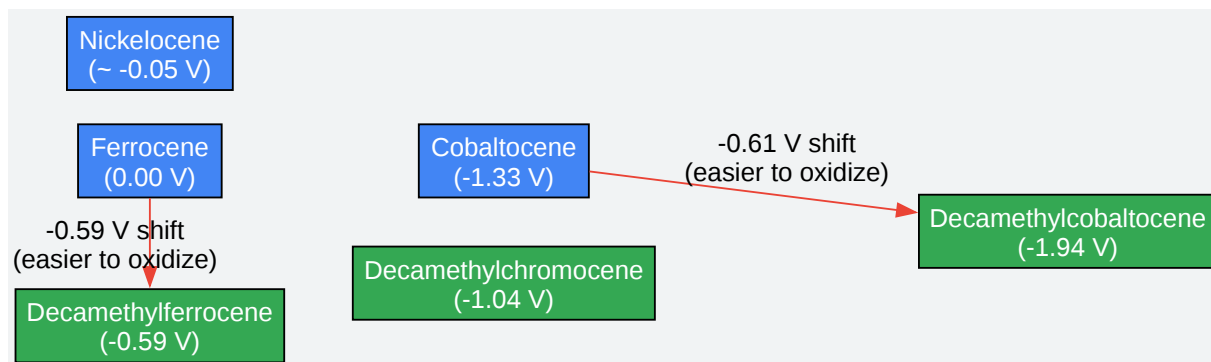 Nickelocene
(~ -0.05 V)
Ferrocene
(0.00 V)
Cobaltocene
(-1.33 V)
-0.61 V shift
(easier to oxidize)
Decamethylcobaltocene
(-1.94 V)
-0.59 V shift
(easier to oxidize)
Decamethylchromocene
(-1.04 V)
Decamethylferrocene
(-0.59 V)